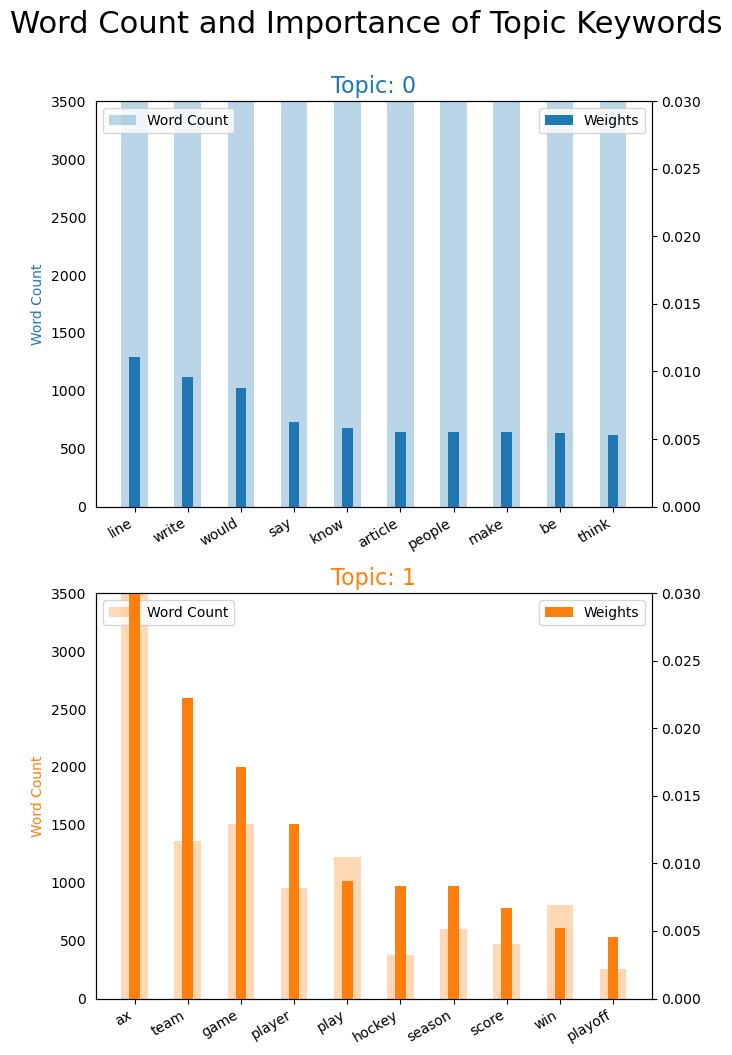 Word Count and Importance of Topic Keywords
Topic: 0
Word Count
Weights
3500
3000
2500
2000
1500
1000
500
0
Word Count
0.030
0.025
0.020
0.015
0.010
0.005
0.000
line write would say know article people make be think
Topic: 1
Word Count
Weights
3500
3000
2500
2000
1500
1000
500
0
Word Count
0.030
0.025
0.020
0.015
0.010
0.005
0.000
ax team game player play hockey season score win playoff